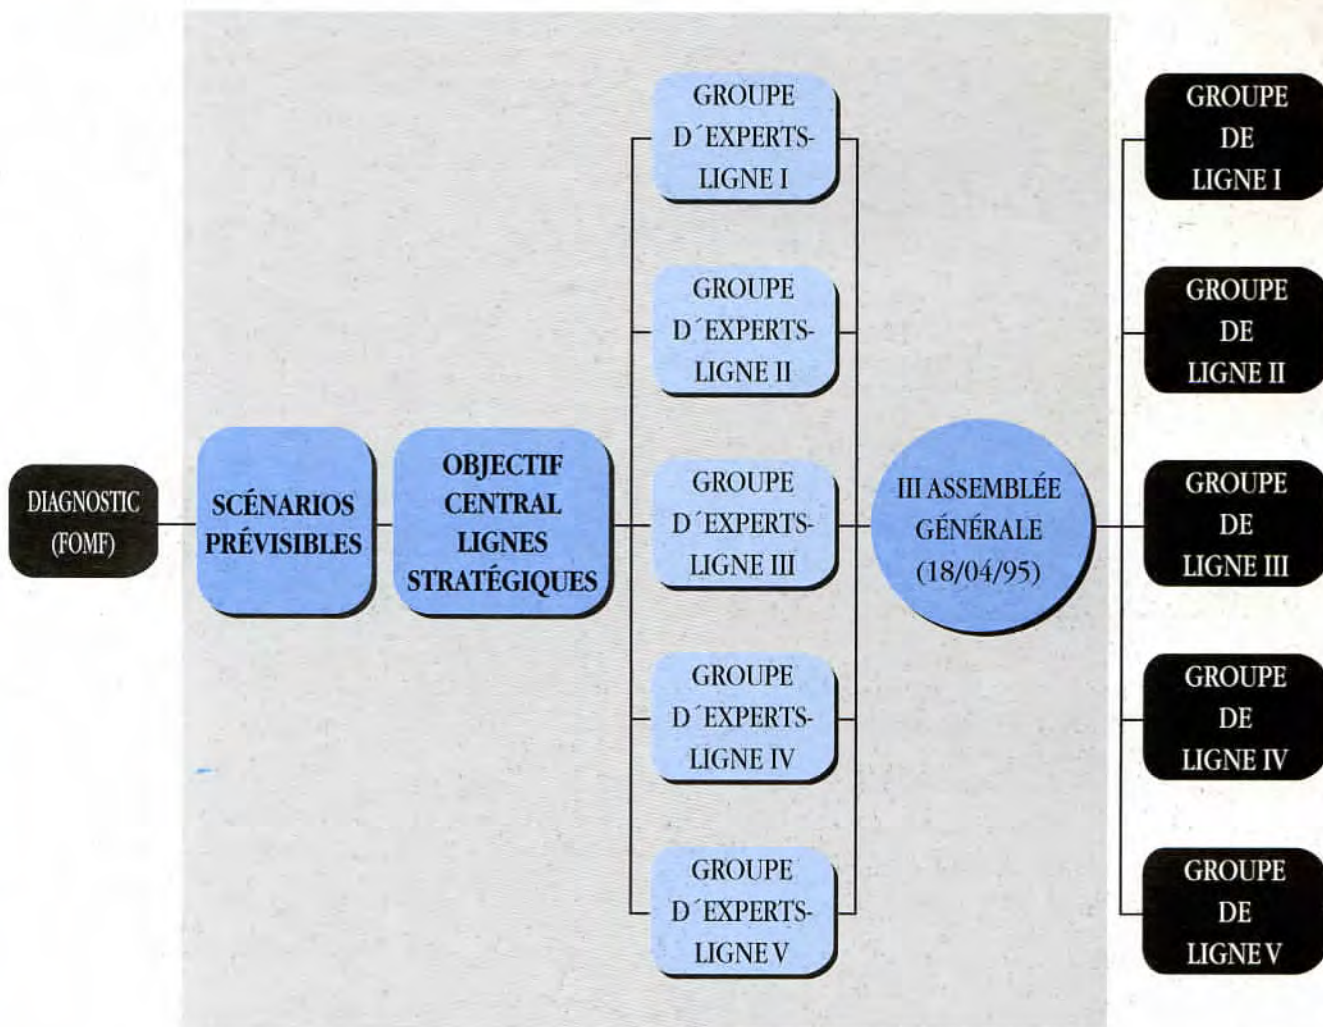 DIAGNOSTIC
(FOMF)
SCÉNARIOS
PRÉVISIBLES
OBJECTIF
CENTRAL
LIGNES
STRATÉGIQUES
GROUPE
D´EXPERTS-
LIGNE I
GROUPE
D´EXPERTS-
LIGNE II
GROUPE
D´EXPERTS-
LIGNE III
GROUPE
D´EXPERTS-
LIGNE IV
GROUPE
D´EXPERTS-
LIGNE V
III ASSEMBLÉE
GÉNÉRALE
(18/04/95)
GROUPE
DE
LIGNE I
GROUPE
DE
LIGNE II
GROUPE
DE
LIGNE III
GROUPE
DE
LIGNE IV
GROUPE
DE
LIGNE V